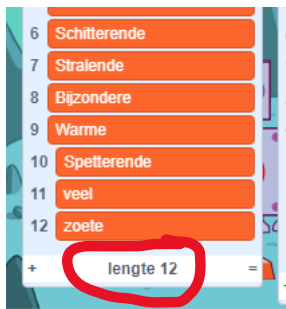 6 Schitterende
7 Stralende
8 Bijzondere
9 Warme
10 Spetterende
11 veel
12 zoete
+ lengte 12 =